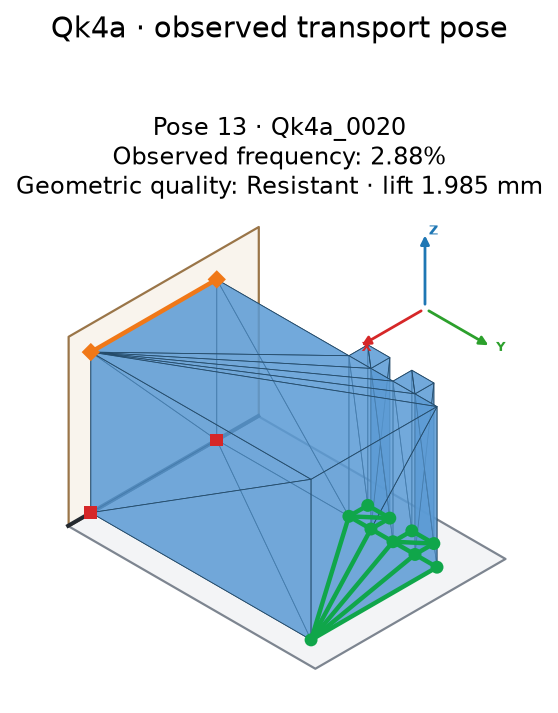 Qk4a · observed transport pose
Pose 13 · Qk4a_0020
Observed frequency: 2.88%
Geometric quality: Resistant · lift 1.985 mm
Z
X
Y